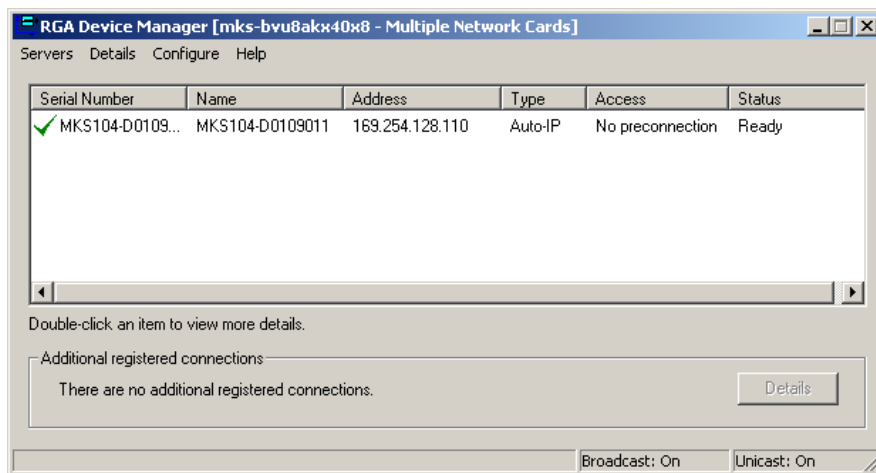 RGA Device Manager [mks-bvu8akx40x8 - Multiple Network Cards]
Servers Details Configure Help
Serial Number Name Address Type Access Status
MKS104-D0109... MKS104-D0109011 169.254.128.110 Auto-IP No preconnection Ready
Double-click an item to view more details.
Additional registered connections
There are no additional registered connections. Details
Broadcast: On Unicast: On